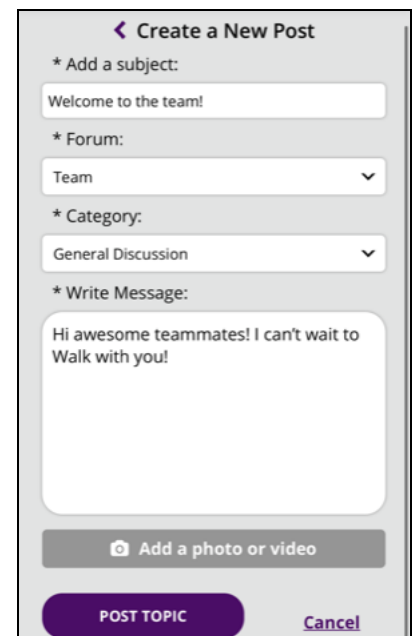 Create a New Post
* Add a subject:
Welcome to the team!
* Forum:
Team
* Category:
General Discussion
* Write Message:
Hi awesome teammates! I can't wait to
Walk with you!
Add a photo or video
POST TOPIC
Cancel